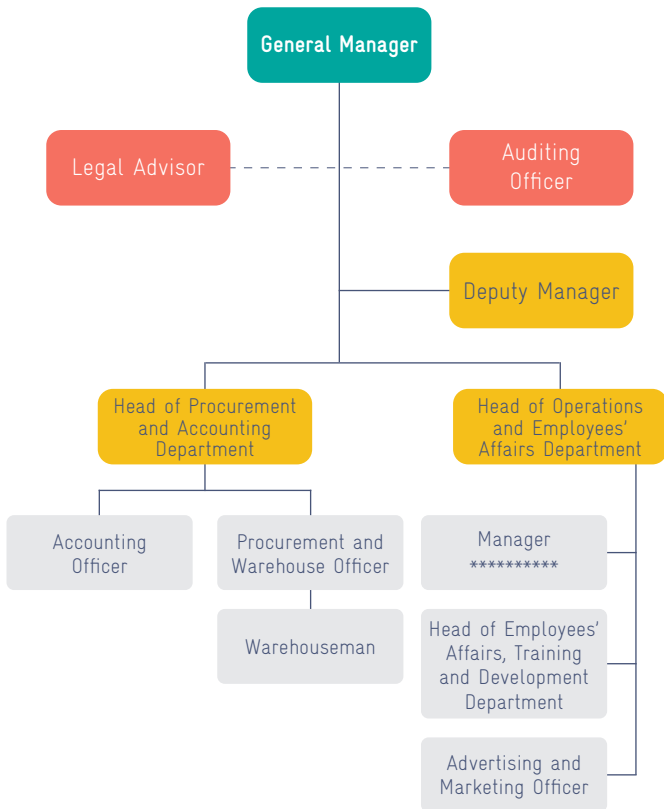 General Manager
Legal Advisor
Auditing
Officer
Deputy Manager
Head of Procurement
and Accounting
Department
Head of Operations
and Employees’
Affairs Department
Accounting
Officer
Procurement and
Warehouse Officer
Manager
**********
Warehouseman
Head of Employees’
Affairs, Training
and Development
Department
Advertising and
Marketing Officer